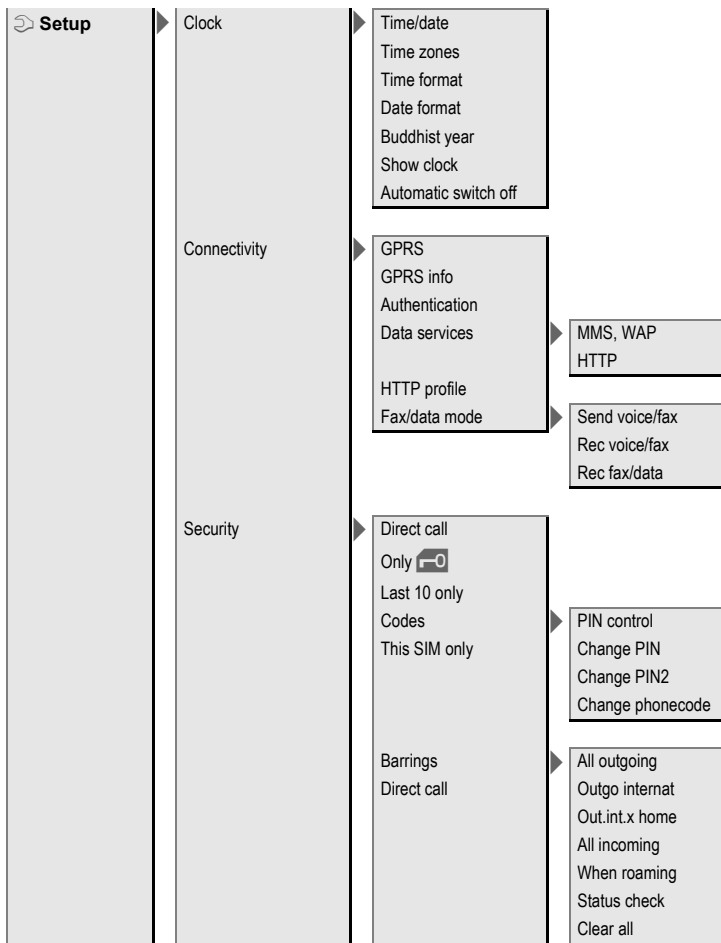 Setup
Clock
Time/date
Time zones
Time format
Date format
Buddhist year
Show clock
Automatic switch off
Connectivity
GPRS
GPRS info
Authentication
Data services
MMS, WAP
HTTP
HTTP profile
Fax/data mode
Send voice/fax
Rec voice/fax
Rec fax/data
Security
Direct call
Only
Last 10 only
Codes
PIN control
This SIM only
Change PIN
Change PIN2
Change phonecode
Barrings
All outgoing
Direct call
Outgo internat
Out.int.x home
All incoming
When roaming
Status check
Clear all